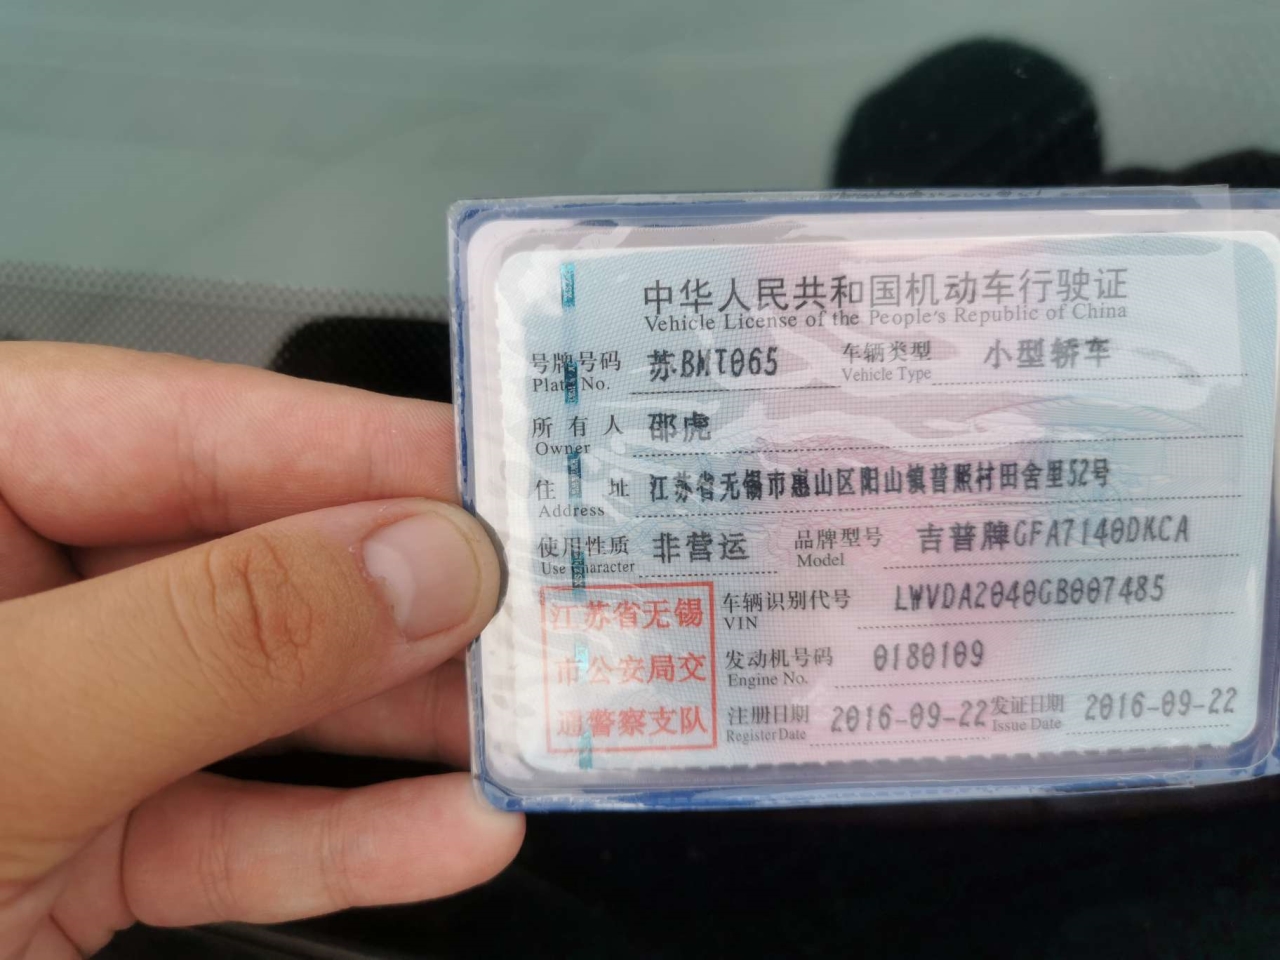 中华人民共和国机动车行驶证
Vehicle License of the People's Republic of China
号牌号码 苏BMT065 车辆类型 小型轿车
Plate No. Vehicle Type
所有人 邵虎
Owner
住址 江苏省无锡市惠山区阳山镇普照村田舍里52号
Address
使用性质 非营运 品牌型号 吉普牌GFA7140DKCA
Use Character Model
江苏省无锡
市公安局交
通警察支队
车辆识别代号 LWVDA2040GB007485
VIN
发动机号码 0180109
Engine No.
注册日期 2016-09-22 发证日期 2016-09-22
Register Date Issue Date